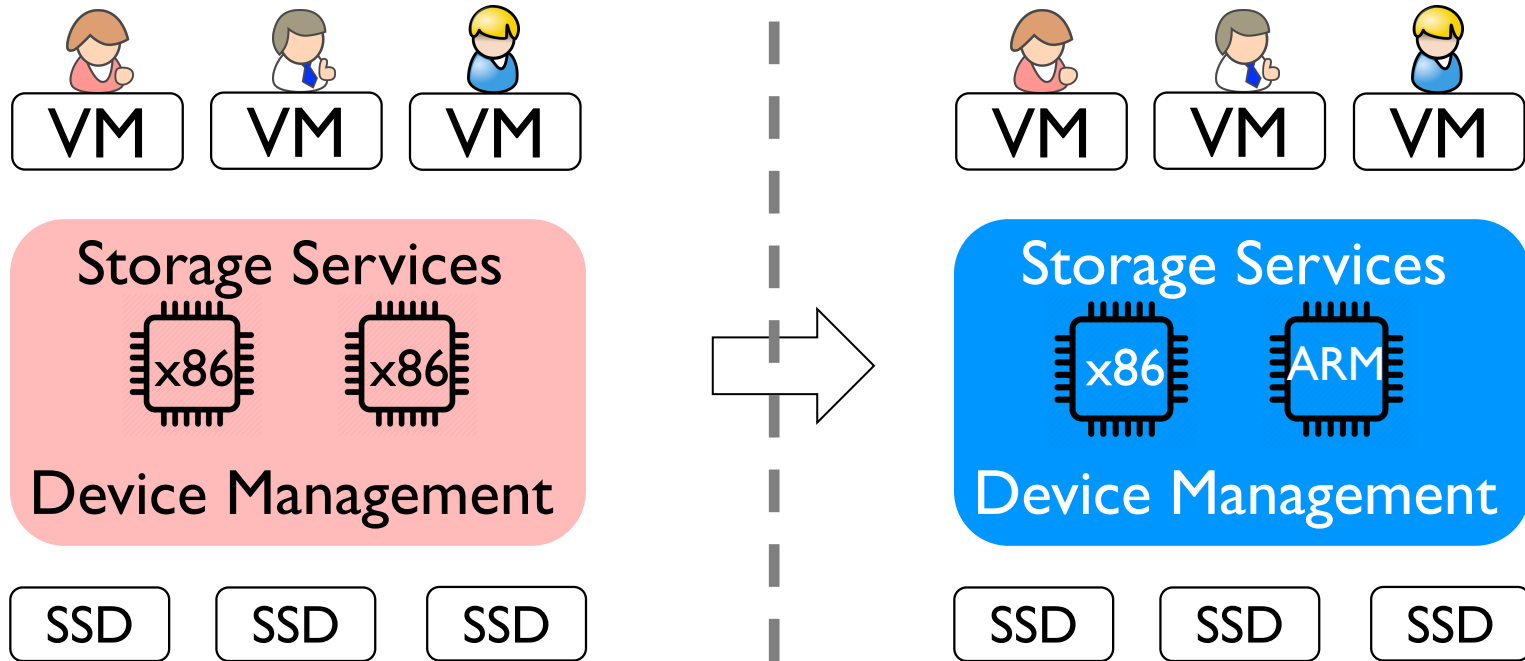 VM VM VM
Storage Services
x86 x86
Device Management
SSD SSD SSD
VM VM VM
Storage Services
x86 ARM
Device Management
SSD SSD SSD